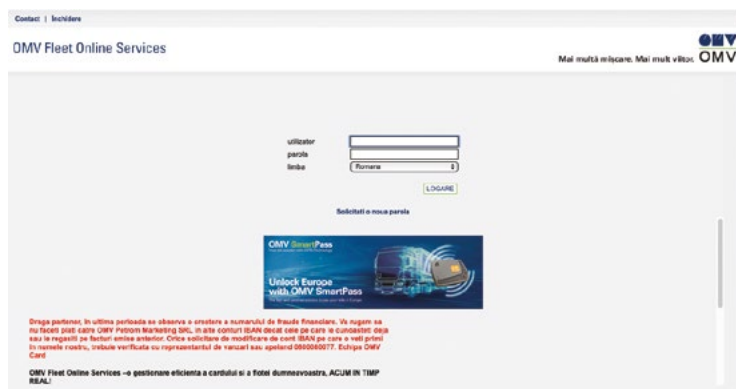 Contact | Închidere
OMV Fleet Online Services
OMV
Mai multă mișcare. Mai mult viitor. OMV
utilizator
parola
limba Romana
LOGARE
Solicitati o noua parola
OMV SmartPass
Unlock Europe
with OMV SmartPass
Draga partener, in ultima perioada se observa o crestere a numarului de fraude financiare. Va rugam sa
nu faceti plati catre OMV Petrom Marketing SRL, in alte conturi IBAN decat cele pe care le cunoasteti deja
sau le regasiti pe facturi emise anterior. Orice solicitare de modificare de cont IBAN pe care o veti primi
in numele nostru, trebuie verificata cu reprezentantul de vanzari sau apeland 0800080077. Echipa OMV
Card
OMV Fleet Online Services –o gestionare eficienta a cardului si a flotei dumneavoastra, ACUM IN TIMP
REAL!